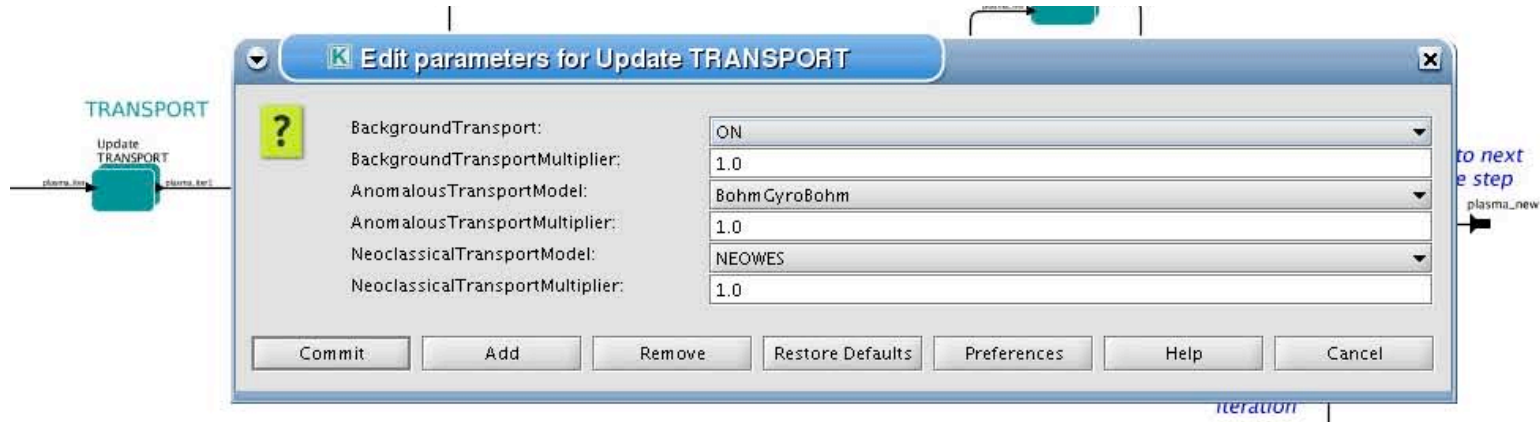 Edit parameters for Update TRANSPORT
TRANSPORT
Update
TRANSPORT
?
BackgroundTransport:
ON
BackgroundTransportMultiplier:
1.0
AnomalousTransportModel:
BohmGyroBohm
AnomalousTransportMultiplier:
1.0
NeoclassicalTransportModel:
NEOWES
NeoclassicalTransportMultiplier:
1.0
to next
e step
plasma_new
Commit
Add
Remove
Restore Defaults
Preferences
Help
Cancel
iteration